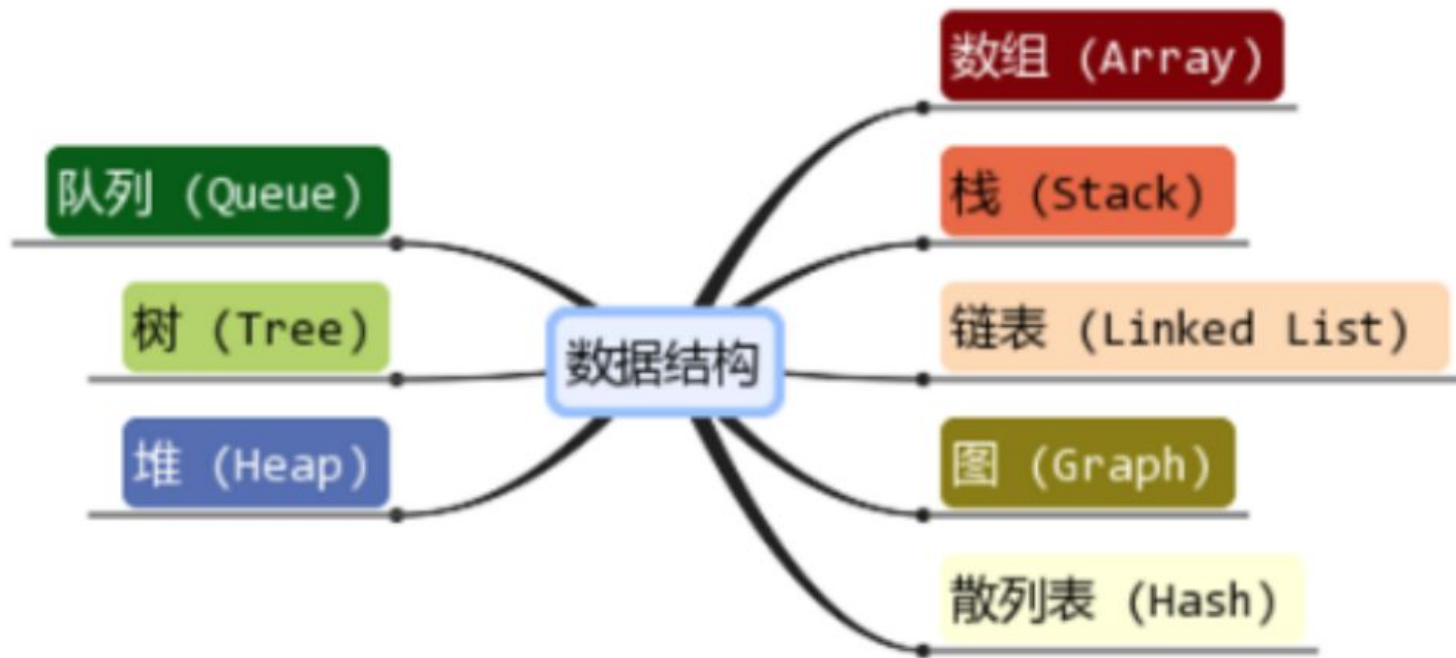 数组 (Array)
队列 (Queue)
栈 (Stack)
树 (Tree)
链表 (Linked List)
数据结构
堆 (Heap)
图 (Graph)
散列表 (Hash)